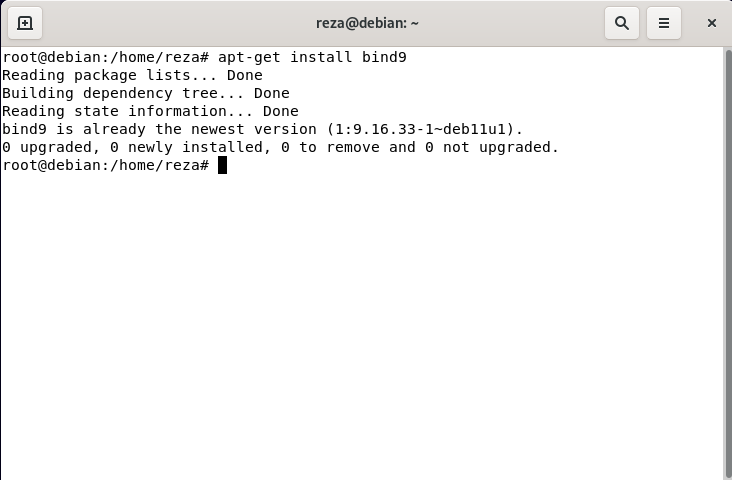 reza@debian: ~
root@debian:/home/reza# apt-get install bind9
Reading package lists... Done
Building dependency tree... Done
Reading state information... Done
bind9 is already the newest version (1:9.16.33-1~deb11u1).
0 upgraded, 0 newly installed, 0 to remove and 0 not upgraded.
root@debian:/home/reza#